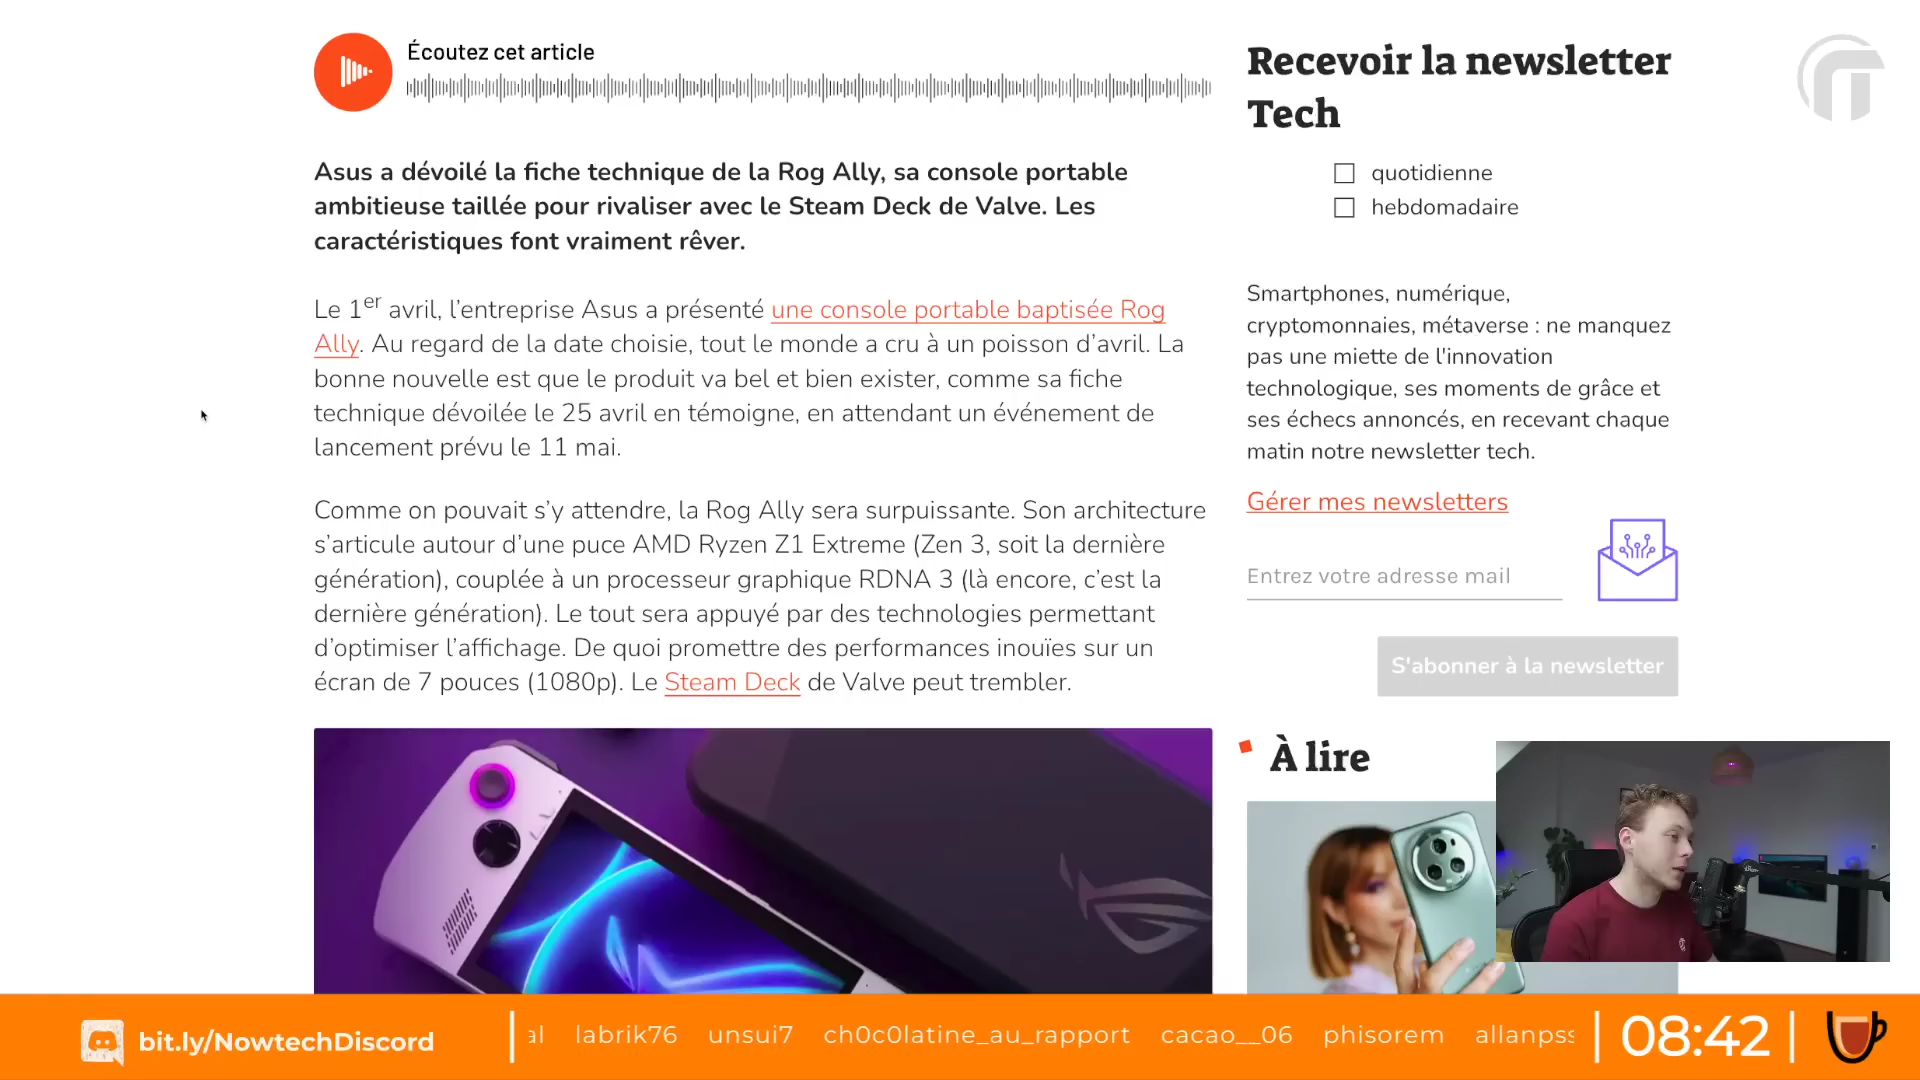 Écoutez cet article
Asus a dévoilé la fiche technique de la Rog Ally, sa console portable
ambitieuse taillée pour rivaliser avec le Steam Deck de Valve. Les
caractéristiques font vraiment rêver.
Le 1er avril, l’entreprise Asus a présenté une console portable baptisée Rog
Ally. Au regard de la date choisie, tout le monde a cru à un poisson d’avril. La
bonne nouvelle est que le produit va bel et bien exister, comme sa fiche
technique dévoilée le 25 avril en témoigne, en attendant un événement de
lancement prévu le 11 mai.
Comme on pouvait s’y attendre, la Rog Ally sera surpuissante. Son architecture
s’articule autour d’une puce AMD Ryzen Z1 Extreme (Zen 3, soit la dernière
génération), couplée à un processeur graphique RDNA 3 (là encore, c’est la
dernière génération). Le tout sera appuyé par des technologies permettant
d’optimiser l’affichage. De quoi promettre des performances inouïes sur un
écran de 7 pouces (1080p). Le Steam Deck de Valve peut trembler.
Recevoir la newsletter
Tech
quotidienne
hebdomadaire
Smartphones, numérique,
cryptomonnaies, métaverse : ne manquez
pas une miette de l'innovation
technologique, ses moments de grâce et
ses échecs annoncés, en recevant chaque
matin notre newsletter tech.
Gérer mes newsletters
Entrez votre adresse mail
S'abonner à la newsletter
À lire
bit.ly/NowtechDiscord
al labrik76 unsui7 ch0c0latine_au_rapport cacao__06 phisorem allanpss
08:42